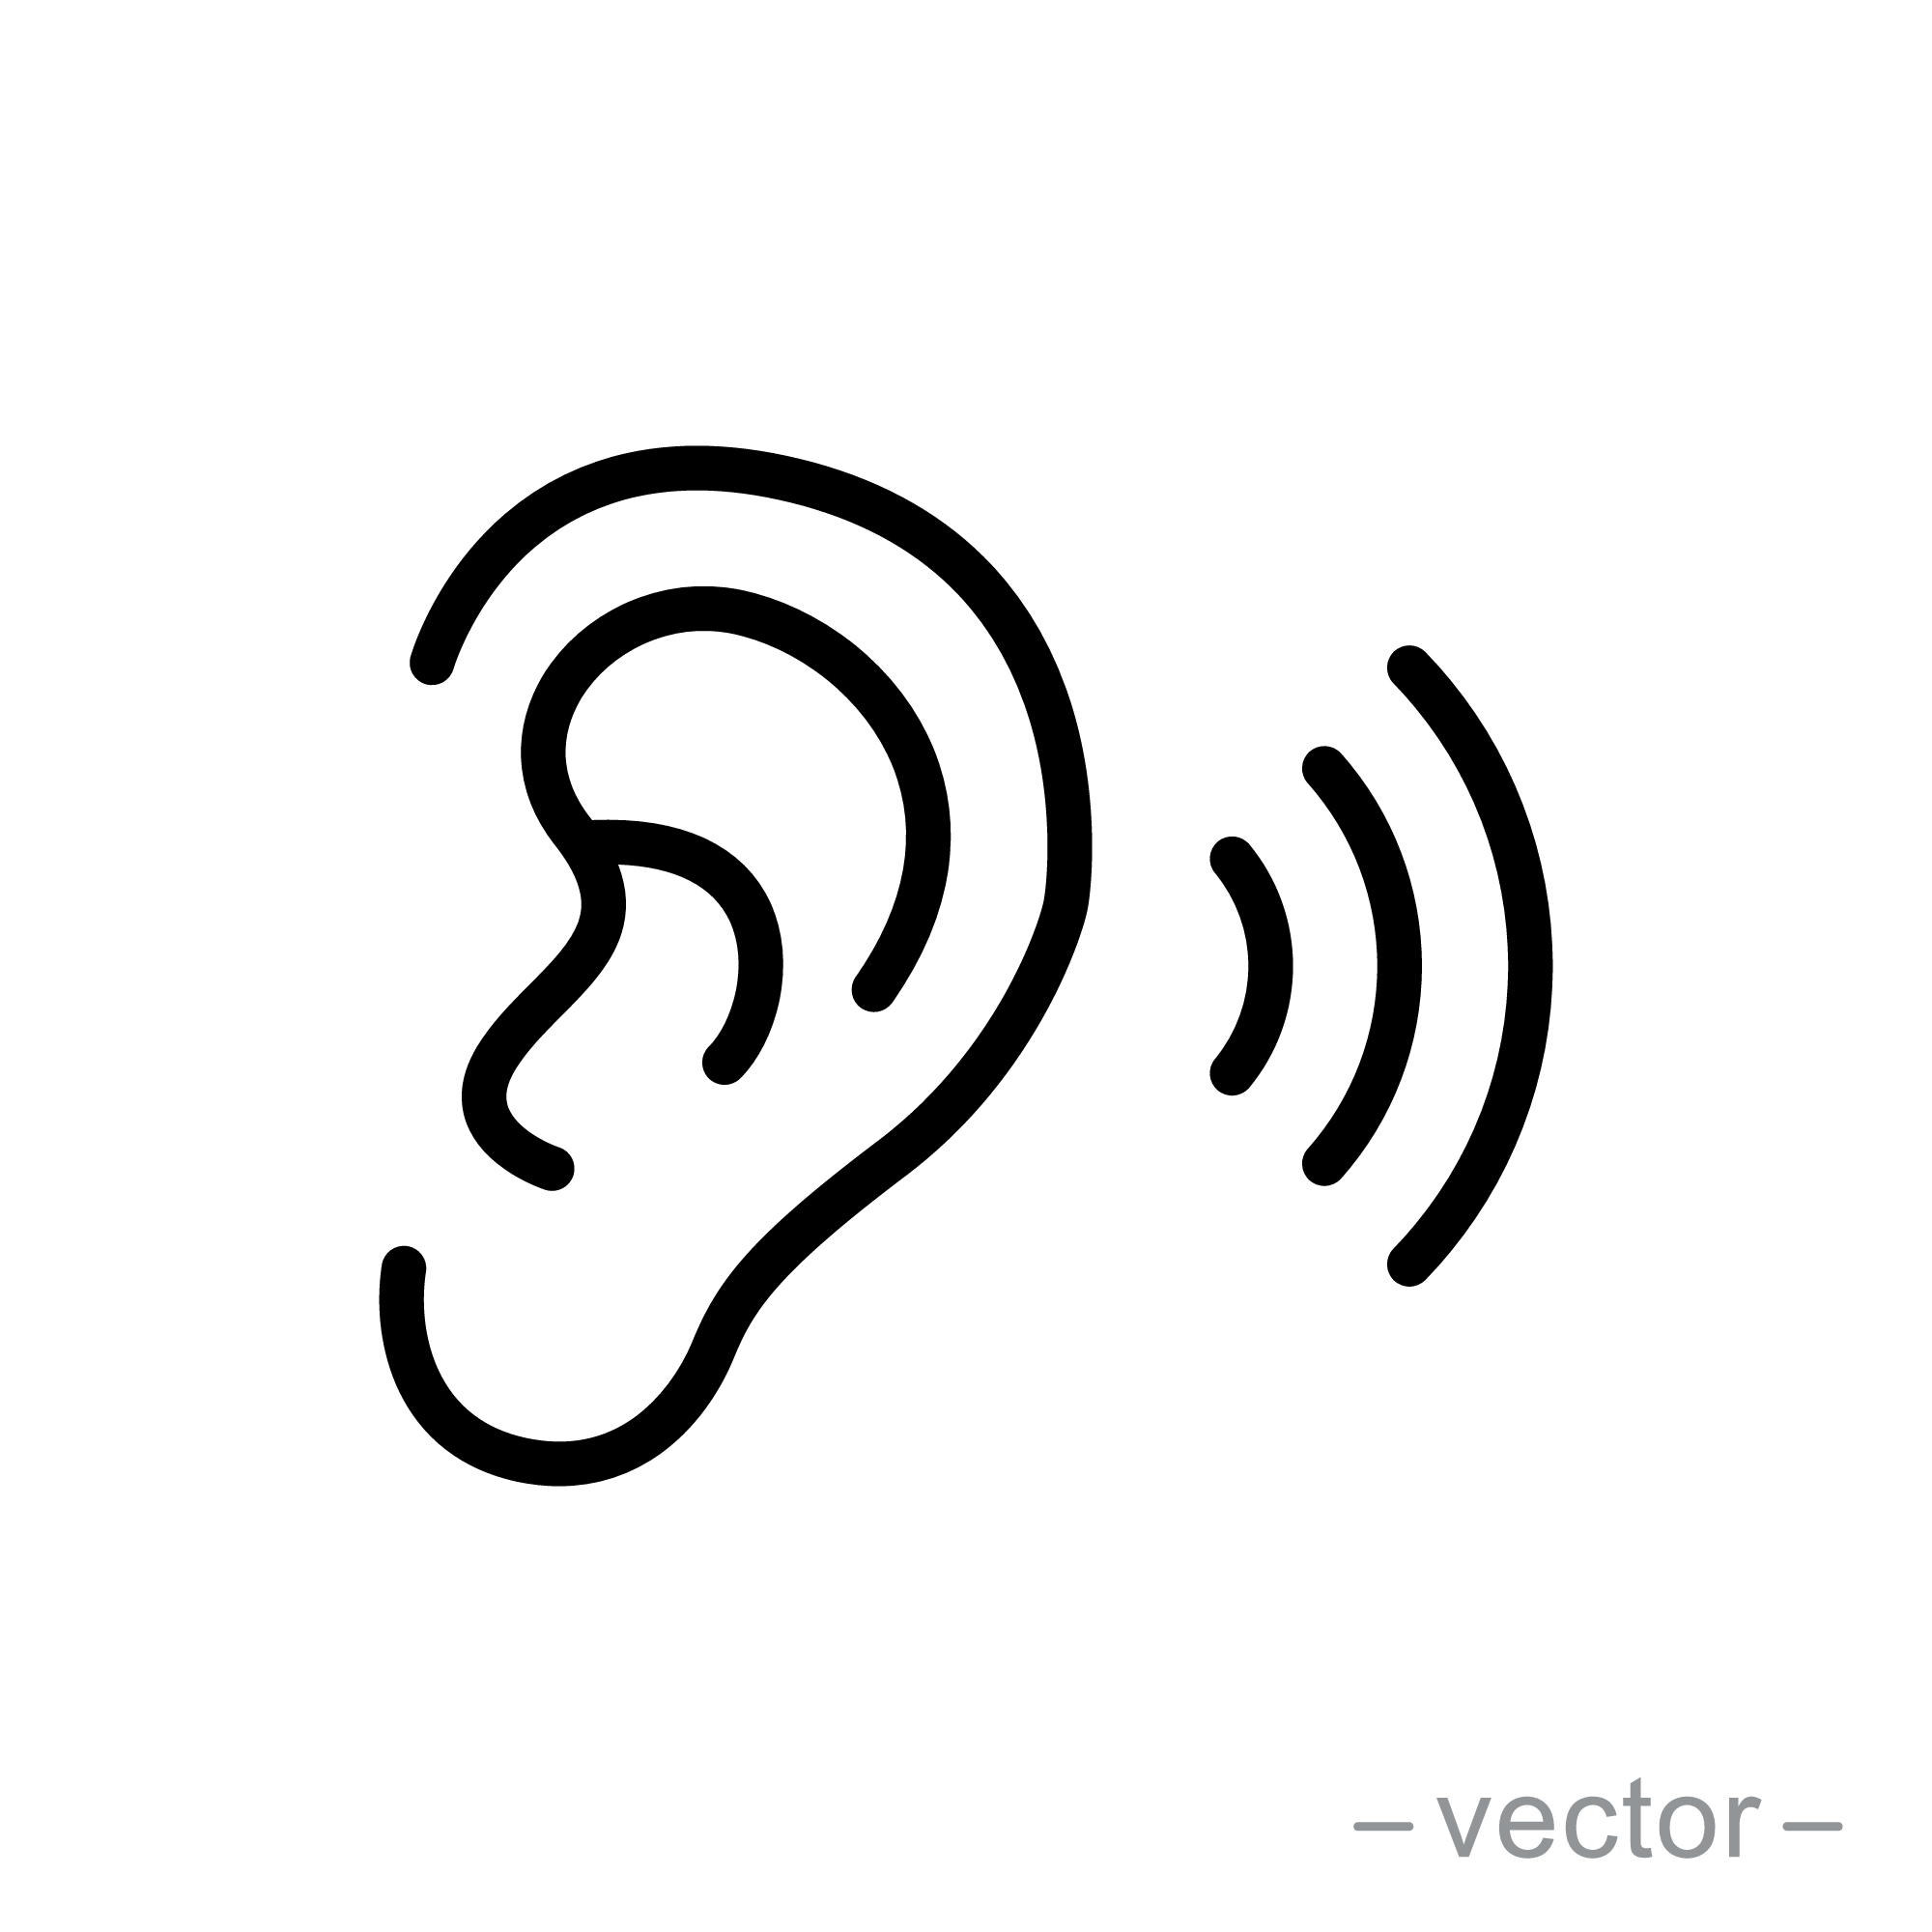 – vector –